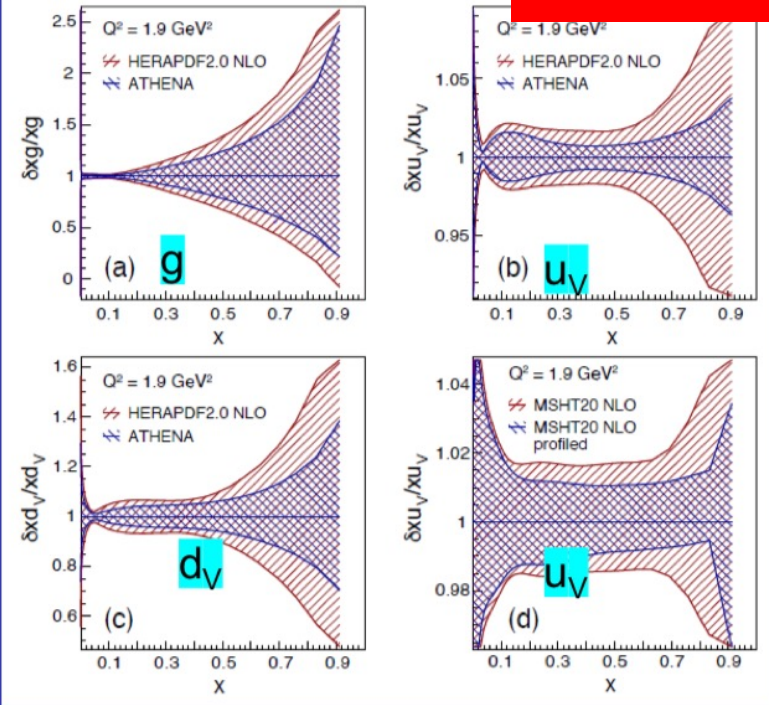 Q² = 1.9 GeV²
HERAPDF2.0 NLO
ATHENA
δxg/xg
2.5
2
1.5
1
0.5
0
(a)
g
0.1 0.3 0.5 0.7 0.9
x
Q² = 1.9 GeV²
HERAPDF2.0 NLO
ATHENA
δxu_V/xu_V
1.05
1
0.95
(b)
u_V
0.1 0.3 0.5 0.7 0.9
x
Q² = 1.9 GeV²
HERAPDF2.0 NLO
ATHENA
δxd_V/xd_V
1.6
1.4
1.2
1
0.8
0.6
(c)
d_V
0.1 0.3 0.5 0.7 0.9
x
Q² = 1.9 GeV²
MSHT20 NLO
MSHT20 NLO
profiled
δxu_V/xu_V
1.04
1.02
1
0.98
(d)
u_V
0.1 0.3 0.5 0.7 0.9
x